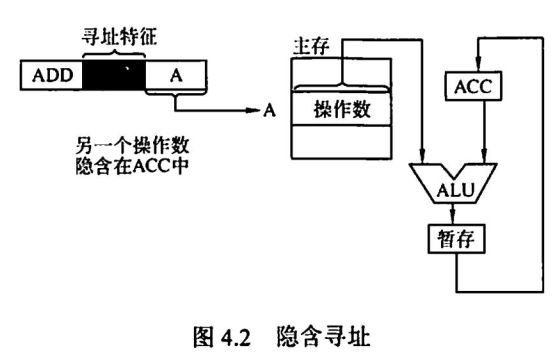 寻址特征
ADD
A
A
另一个操作数
隐含在ACC中
主存
操作数
ACC
ALU
暂存
图 4.2 隐含寻址